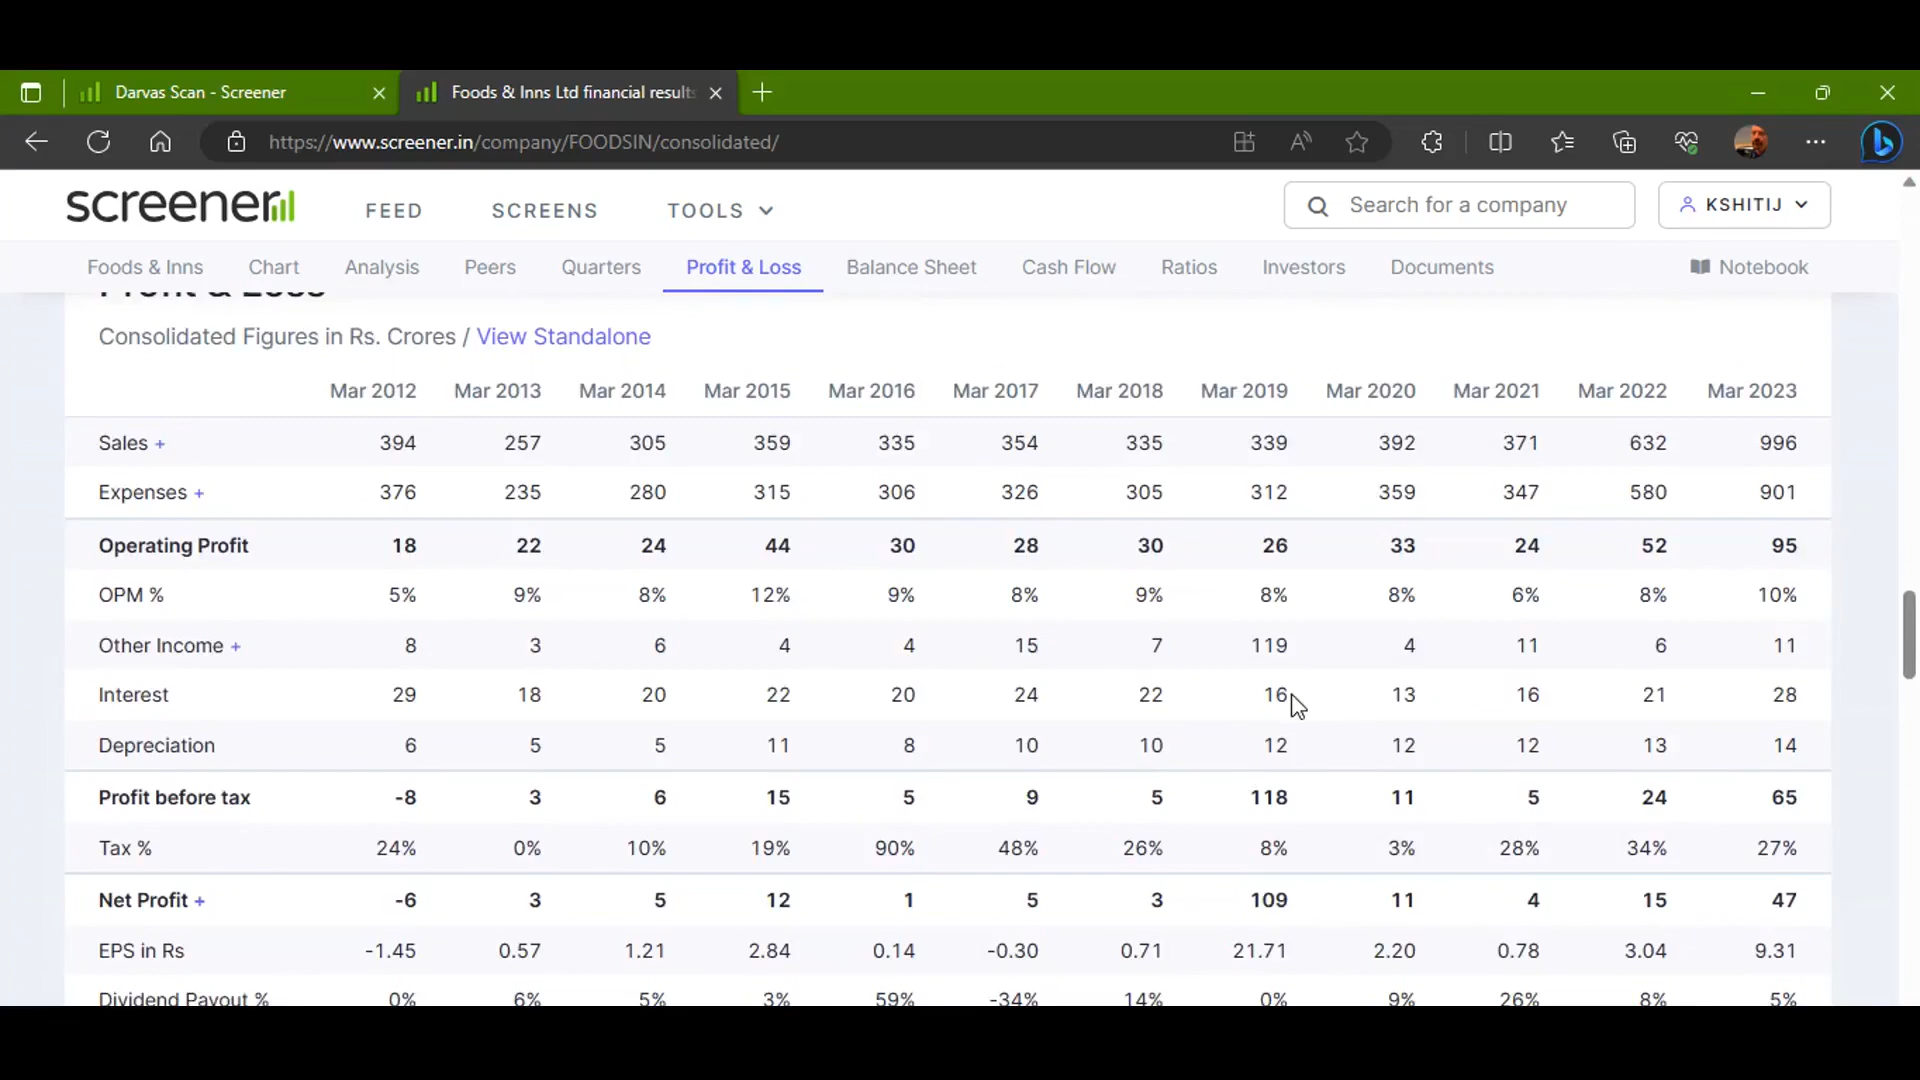 Darvas Scan - Screener
Foods & Inns Ltd financial results
https://www.screener.in/company/FOODSIN/consolidated/
screener FEED SCREENS TOOLS Search for a company KSHITIJ
Foods & Inns Chart Analysis Peers Quarters Profit & Loss Balance Sheet Cash Flow Ratios Investors Documents Notebook
Profit & Loss
Consolidated Figures in Rs. Crores / View Standalone
Mar 2012 Mar 2013 Mar 2014 Mar 2015 Mar 2016 Mar 2017 Mar 2018 Mar 2019 Mar 2020 Mar 2021 Mar 2022 Mar 2023
Sales + 394 257 305 359 335 354 335 339 392 371 632 996
Expenses + 376 235 280 315 306 326 305 312 359 347 580 901
Operating Profit 18 22 24 44 30 28 30 26 33 24 52 95
OPM % 5% 9% 8% 12% 9% 8% 9% 8% 8% 6% 8% 10%
Other Income + 8 3 6 4 4 15 7 119 4 11 6 11
Interest 29 18 20 22 20 24 22 16 13 16 21 28
Depreciation 6 5 5 11 8 10 10 12 12 12 13 14
Profit before tax -8 3 6 15 5 9 5 118 11 5 24 65
Tax % 24% 0% 10% 19% 90% 48% 26% 8% 3% 28% 34% 27%
Net Profit + -6 3 5 12 1 5 3 109 11 4 15 47
EPS in Rs -1.45 0.57 1.21 2.84 0.14 -0.30 0.71 21.71 2.20 0.78 3.04 9.31
Dividend Payout % 0% 6% 5% 3% 59% -34% 14% 0% 9% 26% 8% 5%